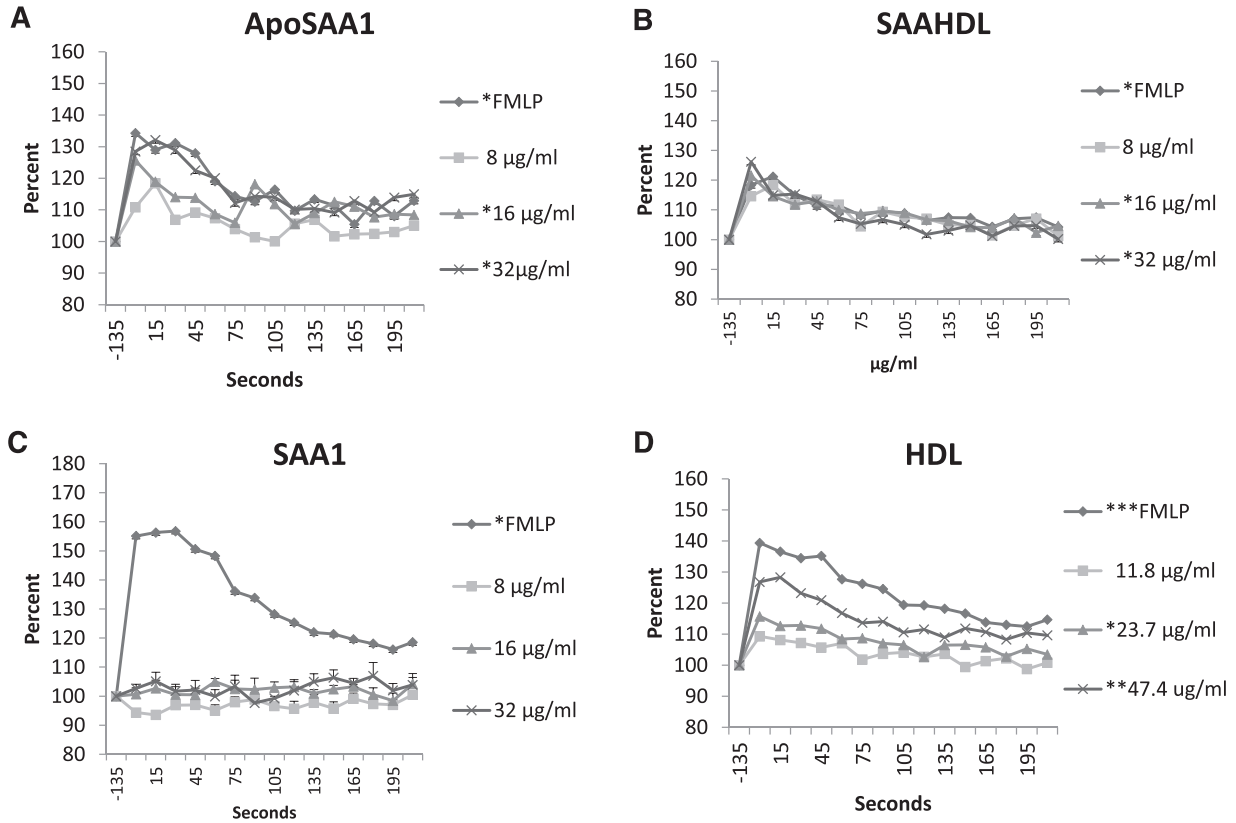 A
ApoSAA1
160
150
140
130
120
110
100
90
80
Percent
-135
15
45
75
105
135
165
195
Seconds
*FMLP
8 µg/ml
*16 µg/ml
*32µg/ml
B
SAAHDL
160
150
140
130
120
110
100
90
80
Percent
-135
15
45
75
105
135
165
195
µg/ml
*FMLP
8 µg/ml
*16 µg/ml
*32 µg/ml
C
SAA1
180
170
160
150
140
130
120
110
100
90
80
Percent
-135
15
45
75
105
135
165
195
Seconds
*FMLP
8 µg/ml
16 µg/ml
32 µg/ml
D
HDL
160
150
140
130
120
110
100
90
80
Percent
-135
15
45
75
105
135
165
195
Seconds
***FMLP
11.8 µg/ml
*23.7 µg/ml
**47.4 ug/ml